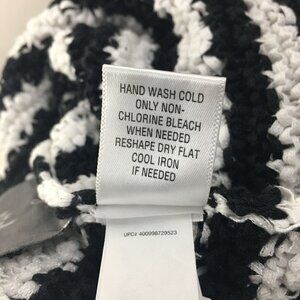 HAND WASH COLD
ONLY NON-
CHLORINE BLEACH
WHEN NEEDED
RESHAPE DRY FLAT
COOL IRON
IF NEEDED
UPC# 400998729523